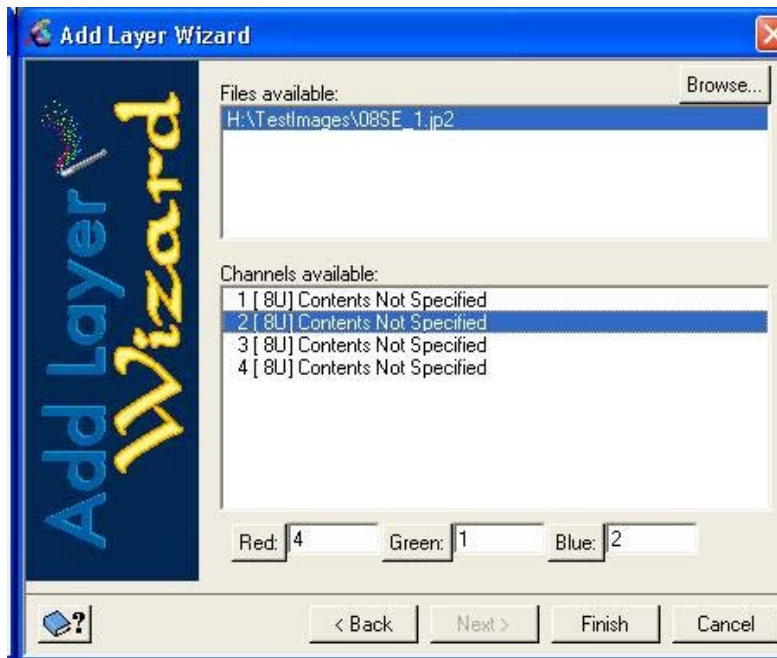 Add Layer Wizard
Add Layer
Wizard
Files available:
Browse...
H:\TestImages\08SE_1.jp2
Channels available:
1 [ 8U] Contents Not Specified
2 [ 8U] Contents Not Specified
3 [ 8U] Contents Not Specified
4 [ 8U] Contents Not Specified
Red: 4 Green: 1 Blue: 2
? < Back Next > Finish Cancel